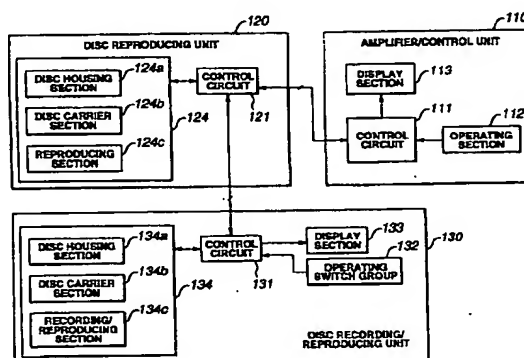 120
DISC REPRODUCING UNIT
DISC HOUSING
SECTION
124a
DISC CARRIER
SECTION
124b
REPRODUCING
SECTION
124c
124
CONTROL
CIRCUIT
121
110
AMPLIFIER/CONTROL UNIT
DISPLAY
SECTION
113
CONTROL
CIRCUIT
111
OPERATING
SECTION
112
DISC HOUSING
SECTION
134a
DISC CARRIER
SECTION
134b
RECORDING/
REPRODUCING
SECTION
134c
134
CONTROL
CIRCUIT
131
DISPLAY
SECTION
133
132
OPERATING
SWITCH GROUP
130
DISC RECORDING/
REPRODUCING UNIT